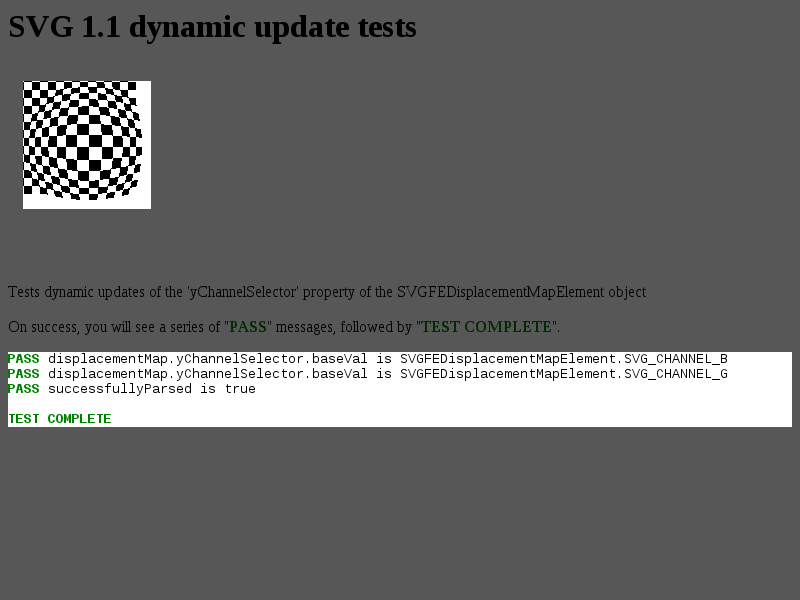 SVG 1.1 dynamic update tests
Tests dynamic updates of the 'yChannelSelector' property of the SVGFEDisplacementMapElement object
On success, you will see a series of "PASS" messages, followed by "TEST COMPLETE".
PASS displacementMap.yChannelSelector.baseVal is SVGFEDisplacementMapElement.SVG_CHANNEL_B
PASS displacementMap.yChannelSelector.baseVal is SVGFEDisplacementMapElement.SVG_CHANNEL_G
PASS successfullyParsed is true
TEST COMPLETE